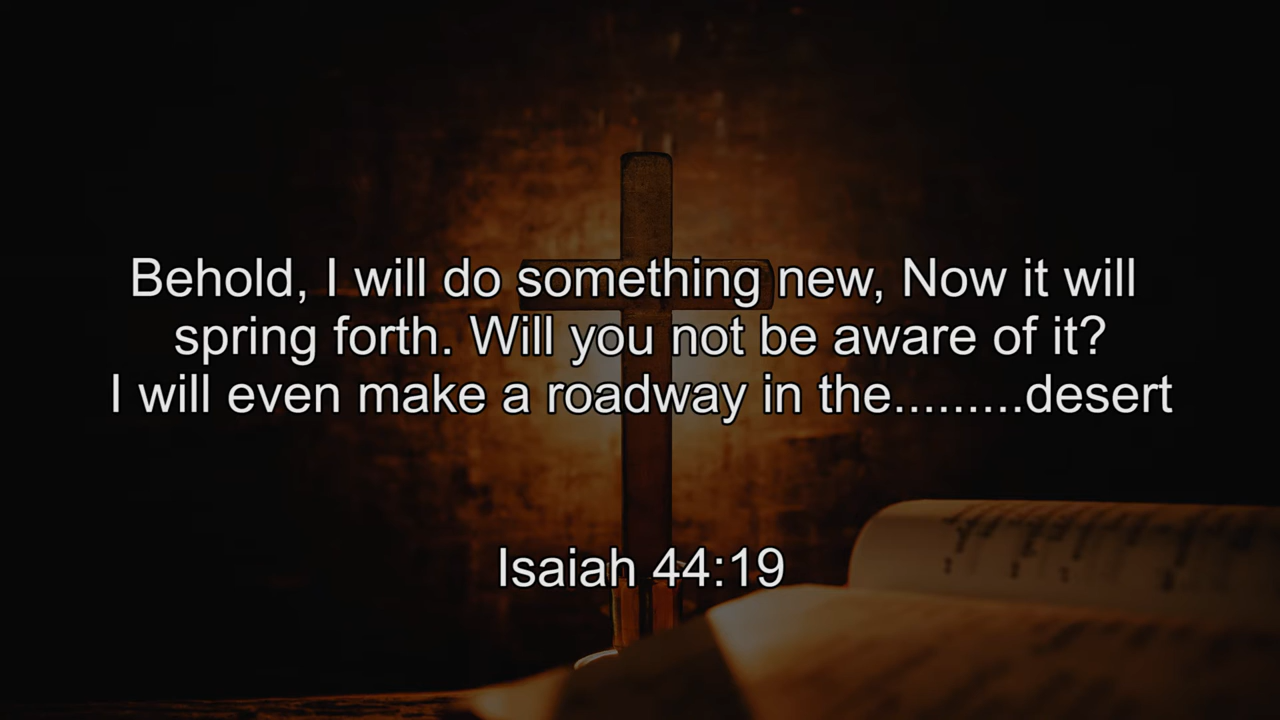 Behold, I will do something new, Now it will
spring forth. Will you not be aware of it?
I will even make a roadway in the.........desert
Isaiah 44:19